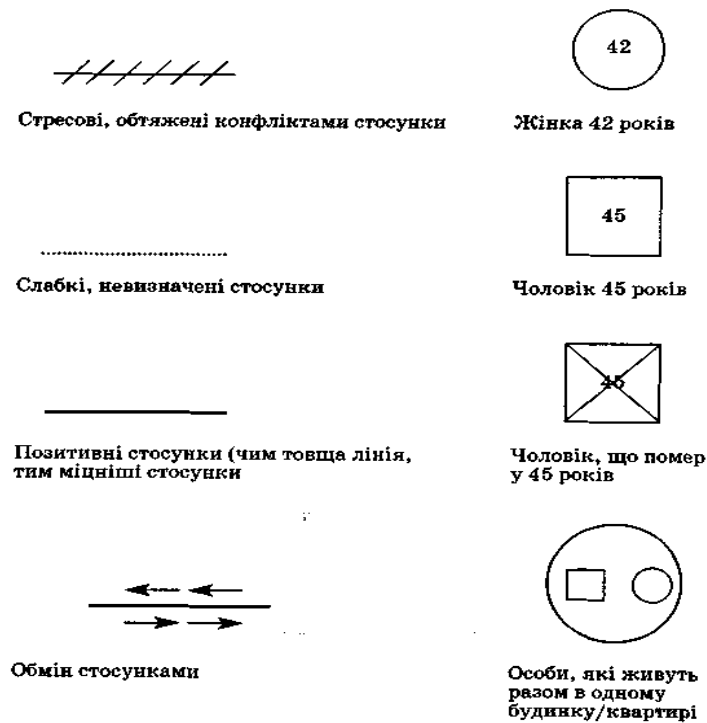 42
Стресові, обтяжені конфліктами стосунки
Жінка 42 років
45
Слабкі, невизначені стосунки
Чоловік 45 років
45
Позитивні стосунки (чим товща лінія,
тим міцніші стосунки
Чоловік, що помер
у 45 років
Обмін стосунками
Особи, які живуть
разом в одному
будинку/квартирі